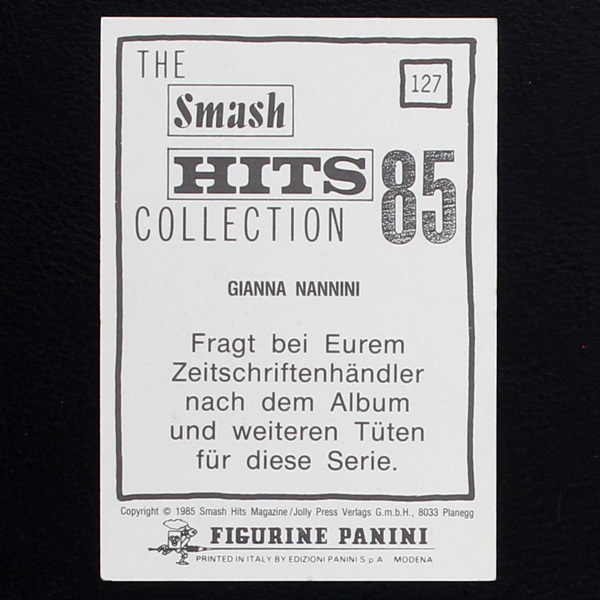 THE
127
Smash
HITS 85
COLLECTION
GIANNA NANNINI
Fragt bei Eurem
Zeitschriftenhändler
nach dem Album
und weiteren Tüten
für diese Serie.
Copyright © 1985 Smash Hits Magazine/Jolly Press Verlags G.m.b.H., 8033 Planegg
FIGURINE PANINI
PRINTED IN ITALY BY EDIZIONI PANINI S.p.A. MODENA